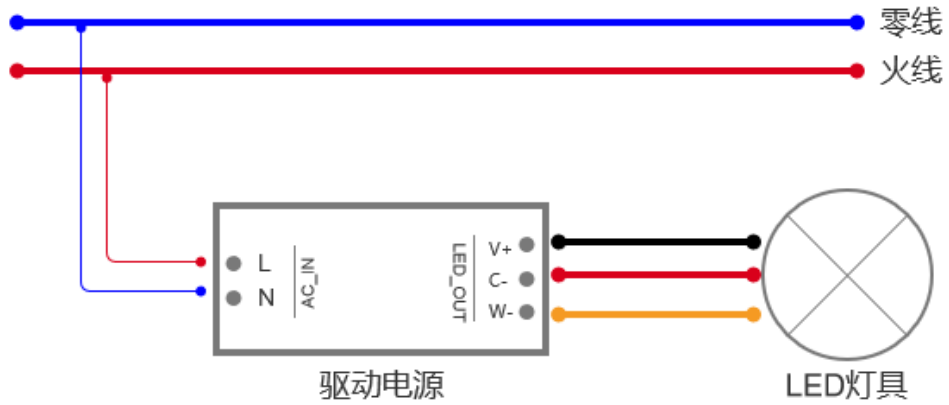 零线
火线
L
N
AC_IN
LED_OUT
V+
C-
W-
驱动电源
LED灯具